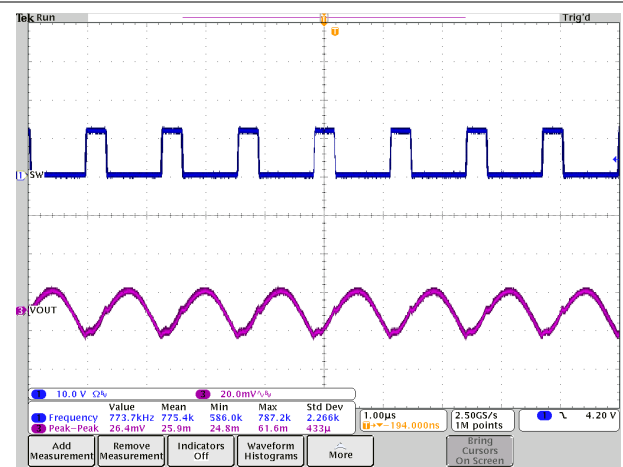 Tek Run Trig'd
T
T
1 SW
3 VOUT
1 10.0 V Ω 3 20.0mV
Value Mean Min Max Std Dev
1 Frequency 773.7kHz 775.4k 586.0k 787.2k 2.266k
3 Peak–Peak 26.4mV 25.9m 24.8m 61.6m 433µ
1.00µs
T→▾−194.000ns
2.50GS/s
1M points
1 4.20 V
Add Measurement
Remove Measurement
Indicators Off
Waveform Histograms
More
Bring Cursors On Screen